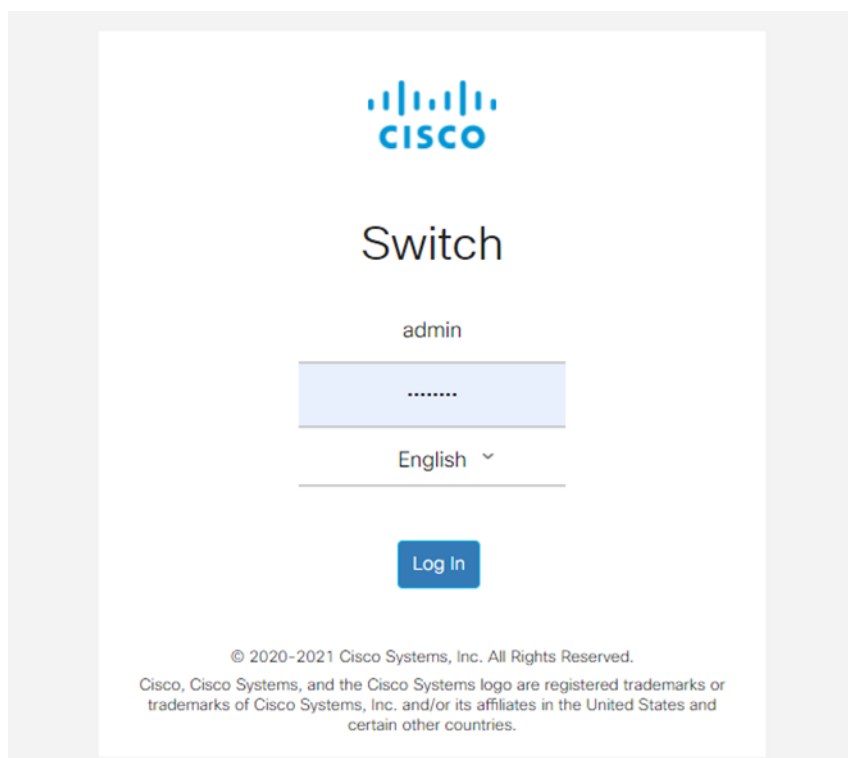 CISCO
Switch
admin
........
English
Log In
© 2020-2021 Cisco Systems, Inc. All Rights Reserved.
Cisco, Cisco Systems, and the Cisco Systems logo are registered trademarks or
trademarks of Cisco Systems, Inc. and/or its affiliates in the United States and
certain other countries.